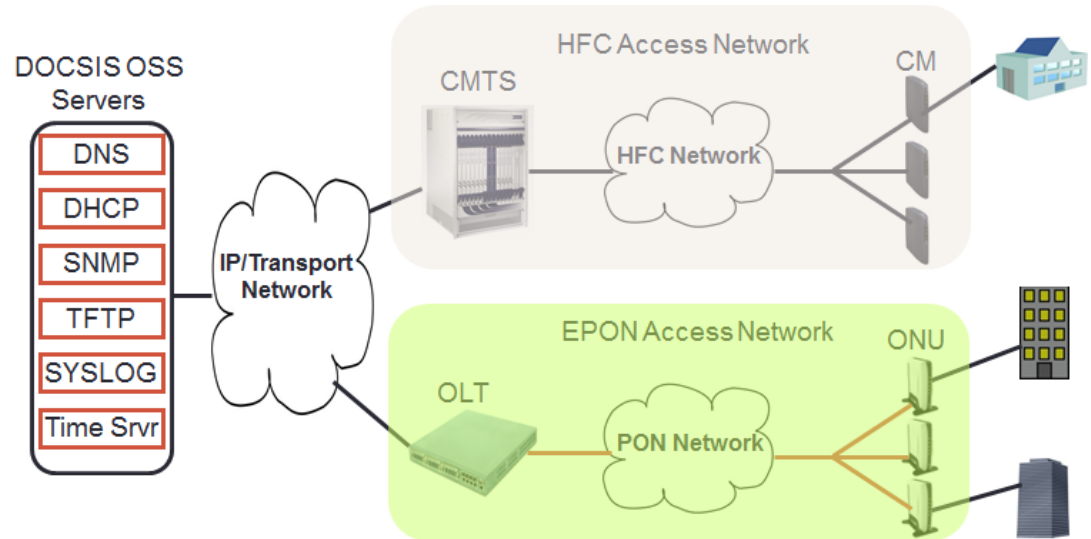 DOCSIS OSS
Servers
DNS
DHCP
SNMP
TFTP
SYSLOG
Time Srvr
IP/Transport
Network
HFC Access Network
CMTS
HFC Network
CM
EPON Access Network
OLT
PON Network
ONU